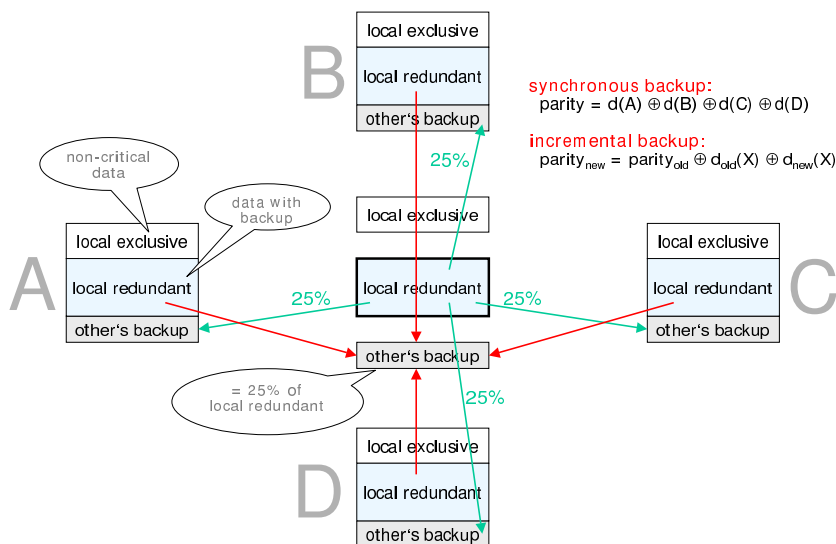 local exclusive
B
local redundant
other's backup
synchronous backup:
parity = d(A) ⊕ d(B) ⊕ d(C) ⊕ d(D)
incremental backup:
parity_new = parity_old ⊕ d_old(X) ⊕ d_new(X)
25%
non-critical
data
data with
backup
local exclusive
A
local exclusive
local redundant
other's backup
25%
local redundant
25%
local exclusive
local redundant
other's backup
C
other's backup
= 25% of
local redundant
25%
local exclusive
D
local redundant
other's backup